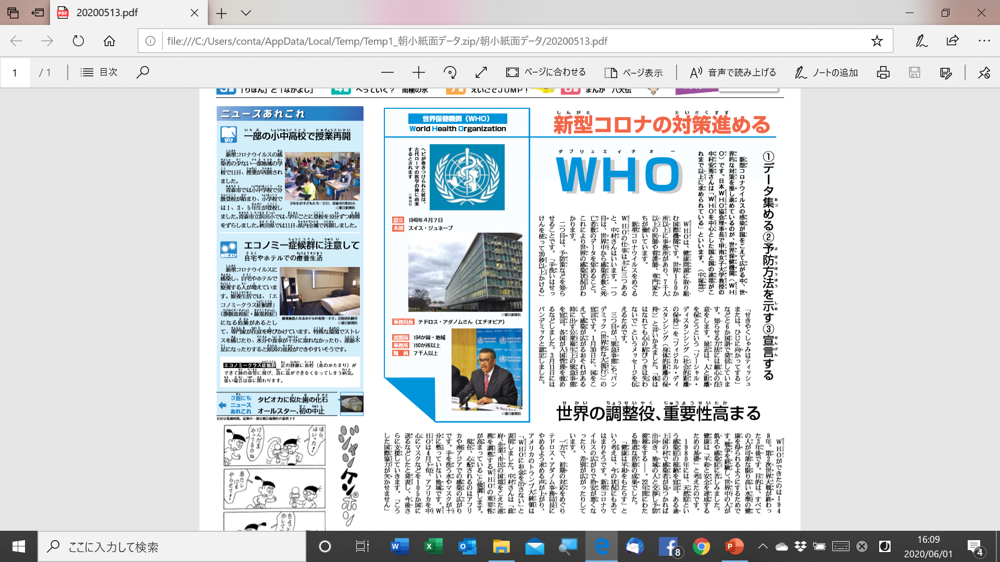 20200513.pdf
file:///C:/Users/conta/AppData/Local/Temp/Temp1_朝小紙面データ.zip/朝小紙面データ/20200513.pdf
1
/ 1
目次
ページに合わせる
ページ表示
音声で読み上げる
ノートの追加
「りぼん」と「なかよし」
へっていく？ 南極の氷
えいごでJUMP！
まんが 八犬伝
ニュースあれこれ
学び
一部の小中高校で授業再開
新型コロナウイルスの感
染者の少ない一部地域の学
校で11日、授業が再開され
ました。
青森市では小中学校で分
散登校が始まり、小学校で
は１、３、５年生が登校し
ました。青森市立浜田小では、学年ごとに登校を10分ずつ時間
をずらしました。秋田県では11日、県内全域で再開しました。
3年生の子どもたち＝11日、青森市の浜田小
©朝日新聞社
エコノミー症候群に注意して
自宅やホテルでの療養生活
新型コロナウイルスに
感染し、自宅やホテルで
療養する人が増えていま
す。療養生活では、「エ
コノミークラス症候群」
（静脈血栓症・肺塞栓症）
になる危険があるとし
て、専門家が注意を呼びかけています。特殊な環境でストレ
スを感じたり、水分や食事が十分に取れなかったり、運動不
足になったりすると原因の血栓ができやすいそうです。
療養施設となるホテルの客室＝8日、北海道札幌市
©朝日新聞社
エコノミークラス症候群 足の静脈に血栓（血のかたまり）が
できて肺の血管に飛び、急に息ができなくなってしまう病気。
重い場合は命に関わります。
3面にも
ニュース
あれこれ
タピオカに似た歯の化石
オールスター、初の中止
日付は現地時間。記事の一部は朝日新聞社の提供です
ジャンケンポン
ほら、
はいった！
けんだま
やってるのね
あたし
にも
やらせて！
ちょっと
かして
世界保健機関（WHO）
World Health Organization
ヘビが巻きつけられた杖は、
古代ローマの医学の神に由来
するとされます
©WHO
設立 1948年４月７日
本部 スイス・ジュネーブ
©朝日新聞社
事務局長 テドロス・アダノムさん（エチオピア）
加盟国 194か国・地域
事務所 150か所以上
職員 ７千人以上
©朝日新聞社
新型コロナの対策進める
ダブリュエイチオー
WHO
①データ集める②予防方法を示す③宣言する
新型コロナウイルスの感染が国をこえて広がる中、世
界的な対策を推し進めているのが、世界保健機関（ＷＨ
Ｏ）です。日本ＷＨＯ協会理事長で甲南女子大学教授の
中村安秀さんは「ＷＨＯを中心とした国と国の連帯がこ
れまで以上に求められている」といいます。（中塚慧）
ＷＨＯは、健康問題に取り組
む国際機関です。世界１５０か
所以上に事務所があり、７千人
以上の医師や看護師、専門家た
ちが働いています。
新型コロナウイルスをめぐる
ＷＨＯの仕事は主に三つある
と、中村さんはいいます。一つ
目は、世界中から感染者数と死
亡者数のデータを集めること。
これにより世界の感染状況がわ
かります。
二つ目は、予防策などを知ら
せることです。「手洗いはせっ
けんを使って20秒以上かける」
「せきやくしゃみはティッシュ
または、ひじに向かってする」
などと６か国語で発信していま
す。知らせる方法には細心の注
意をします。最近は、人と距離
を保とうという「ソーシャル・
ディスタンシング（社会的距離
の保持）」を「フィジカル・ディ
スタンシング（身体的距離の保
持）」と言いかえました。「体は
はなれても心の結びつきは失わ
ないで」というメッセージを伝
えるためです。
三つ目が「緊急事態」や「パン
デミック（世界的な大流行）」の
宣言です。１月30日に、国をこ
えて感染が広がるおそれがある
時に出す公衆衛生上の緊急事態
を宣言。各国が入国管理を強め
るなどしました。３月11日には
パンデミックと認定しました。
世界の調整役、重要性高まる
ＷＨＯができたのは１９４
８年。第２次世界大戦が終わっ
た３年後です。目的は、すべて
の人が可能な限り高い水準の健
康を得られるようにするためで
す。戦争を経験し、世界中の人が
飢えや感染症に苦しみました。
健康は「平和と安全を達成する
ための基礎」と考えたのです。
１９８０年には、天然痘とい
う感染症の根絶を宣言。ある途
上国の村で感染者が見つかれば
出向き、地域の人と交渉し予防
接種をする――。22年間にわた
る地道な活動の成果でした。
「健康は平和をもたらす」と
いう考えは、今の状況にもあて
はまりそうです。新型コロナウ
イルスの広がりで治安が悪くな
ったり、差別が広がったりして
います。
一方で、初期の対応をめぐり
テドロス・アダノム事務局長に
やめるよう求める声が上がり、
アメリカのトランプ大統領は
「ＷＨＯにお金を出さない」と
表明しました。中村さんは「政
府、企業、市民の国境をこえた連
携を調整するＷＨＯの重要性
が高まっている」と強調します。
現在、心配されるのはアフリ
カや南アジアでの感染の広がり
です。手を洗う水やマスクが十
分に整っていない地域です。Ｗ
ＨＯは４月下旬、アフリカを中
心にマスクなどを１０５か国に
送るなどしたと発表し、今後さ
らに支援していきます。「こう
した国際協力が欠かせません」
ここに入力して検索
8
16:09
2020/06/01
4